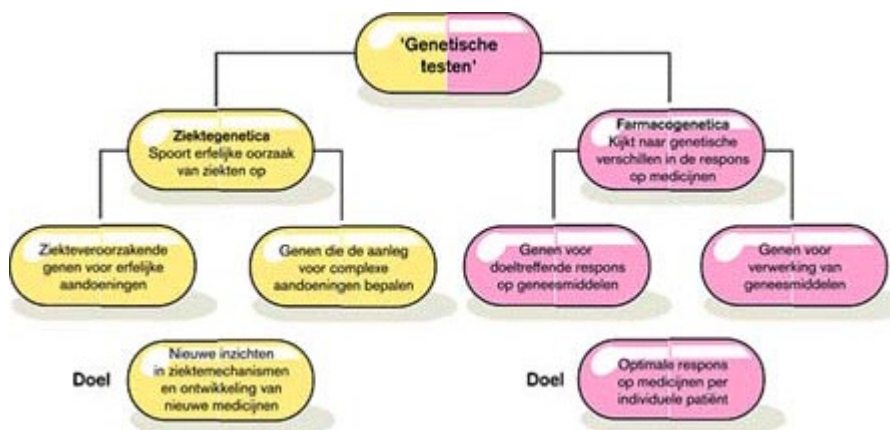 'Genetische
testen'
Ziektegenetica
Spoort erfelijke oorzaak
van ziekten op
Farmacogenetica
Kijkt naar genetische
verschillen in de respons
op medicijnen
Ziekteveroorzakende
genen voor erfelijke
aandoeningen
Genen die de aanleg
voor complexe
aandoeningen bepalen
Genen voor
doeltreffende respons
op geneesmiddelen
Genen voor
verwerking van
geneesmiddelen
Doel
Nieuwe inzichten
in ziektemechanismen
en ontwikkeling van
nieuwe medicijnen
Doel
Optimale respons
op medicijnen per
individuele patiënt